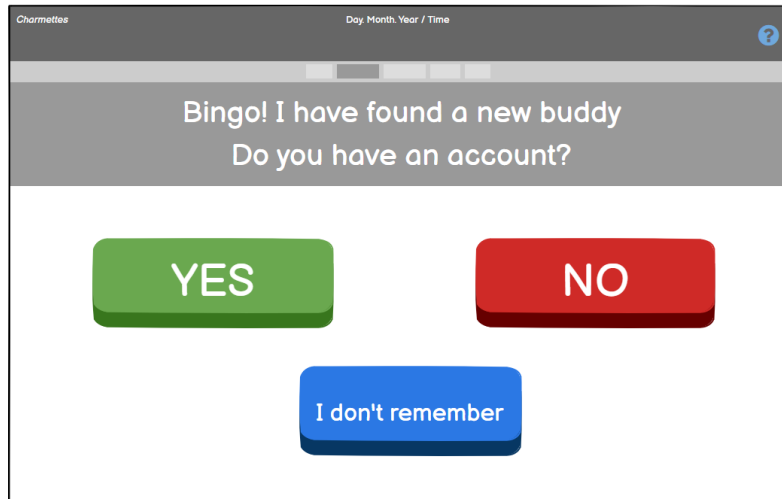 Charmettes
Day. Month. Year / Time
?
Bingo! I have found a new buddy
Do you have an account?
YES
NO
I don't remember